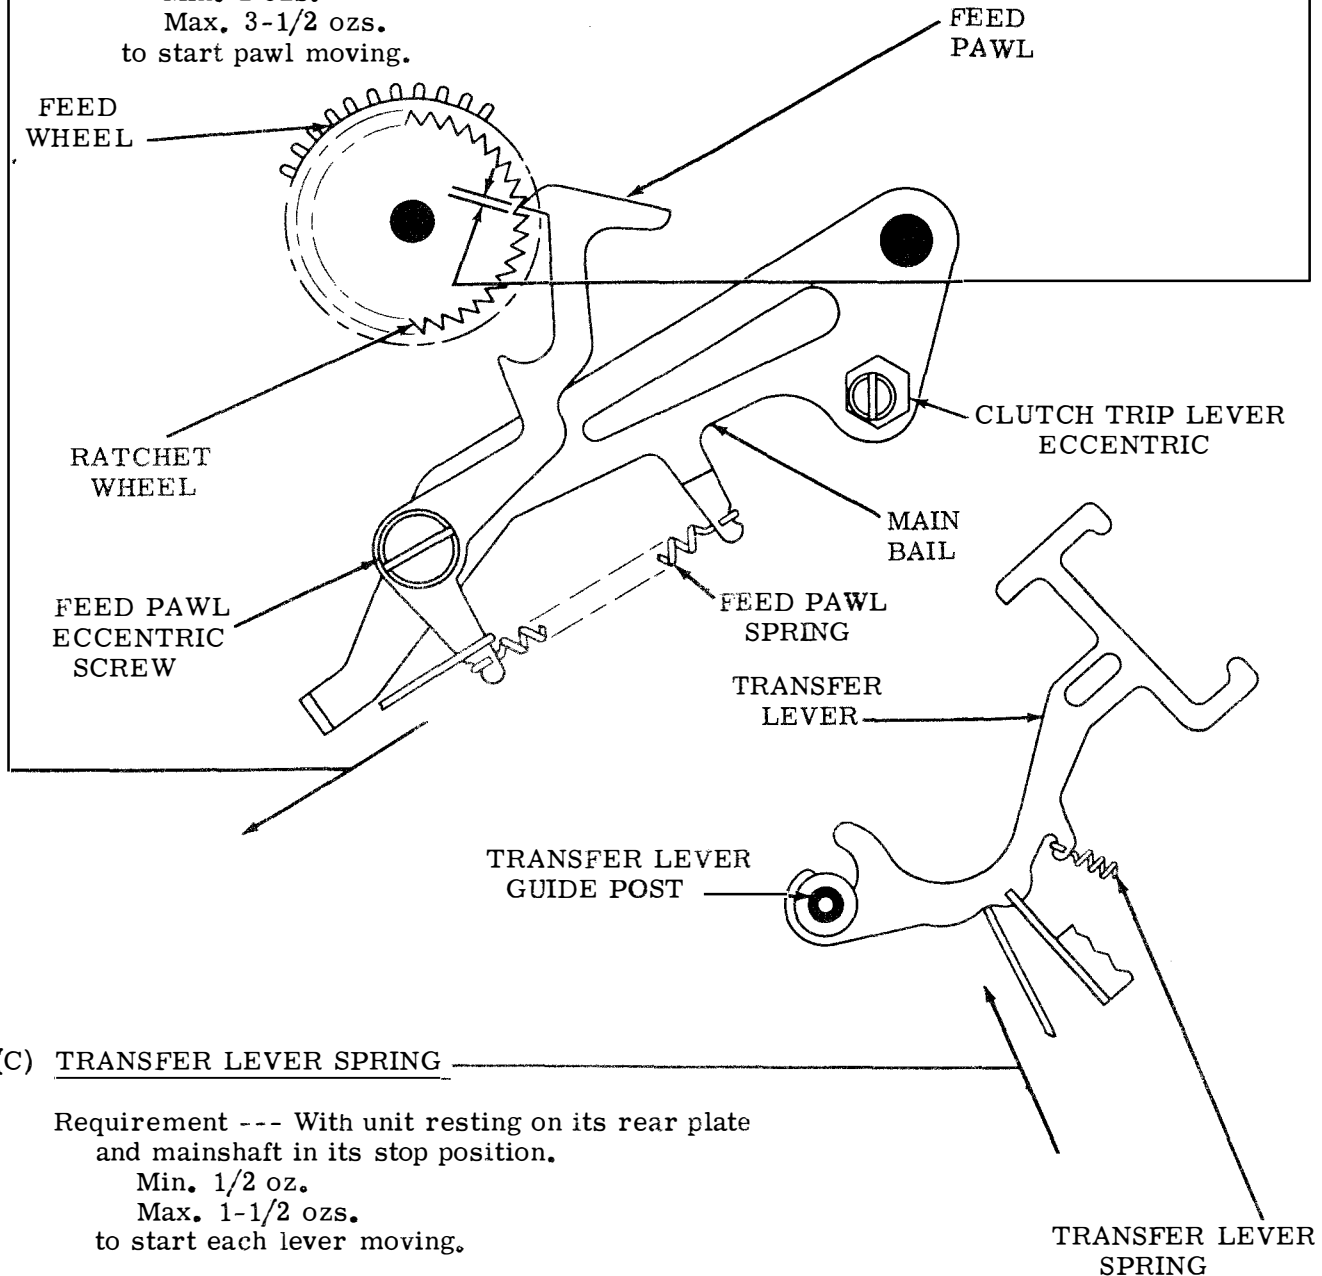 Max. 3-1/2 ozs.
to start pawl moving.
FEED
PAWL
FEED
WHEEL
RATCHET
WHEEL
CLUTCH TRIP LEVER
ECCENTRIC
MAIN
BAIL
FEED PAWL
ECCENTRIC
SCREW
FEED PAWL
SPRING
TRANSFER
LEVER
TRANSFER LEVER
GUIDE POST
(C) TRANSFER LEVER SPRING
Requirement --- With unit resting on its rear plate
and mainshaft in its stop position.
Min. 1/2 oz.
Max. 1-1/2 ozs.
to start each lever moving.
TRANSFER LEVER
SPRING